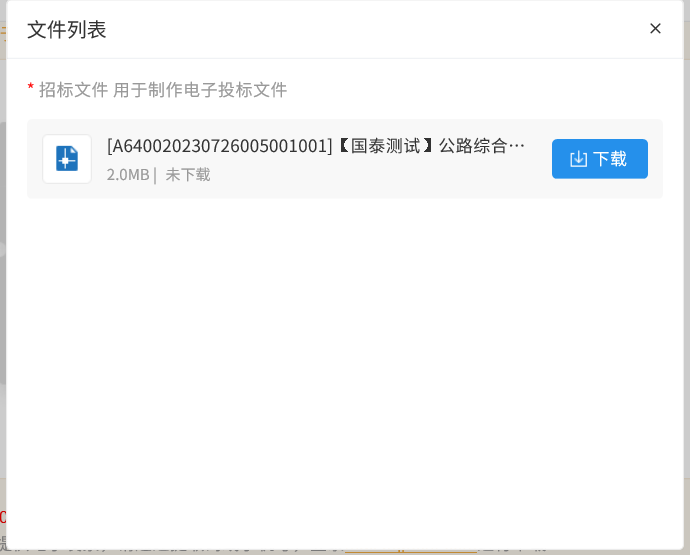 文件列表
* 招标文件 用于制作电子投标文件
[A640020230726005001001]【国泰测试】公路综合…
下载
2.0MB | 未下载